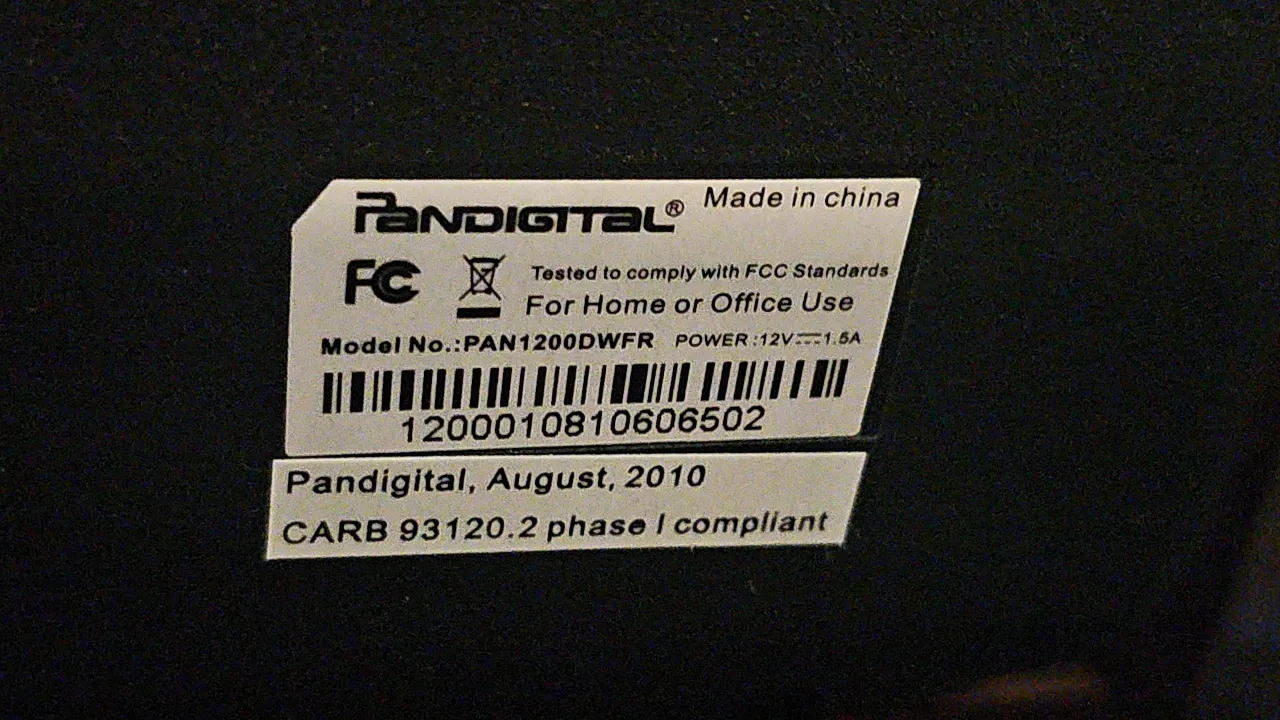 PANDIGITAL® Made in china
FC Tested to comply with FCC Standards
For Home or Office Use
Model No.:PAN1200DWFR POWER:12V⎓1.5A
1200010810606502
Pandigital, August, 2010
CARB 93120.2 phase I compliant